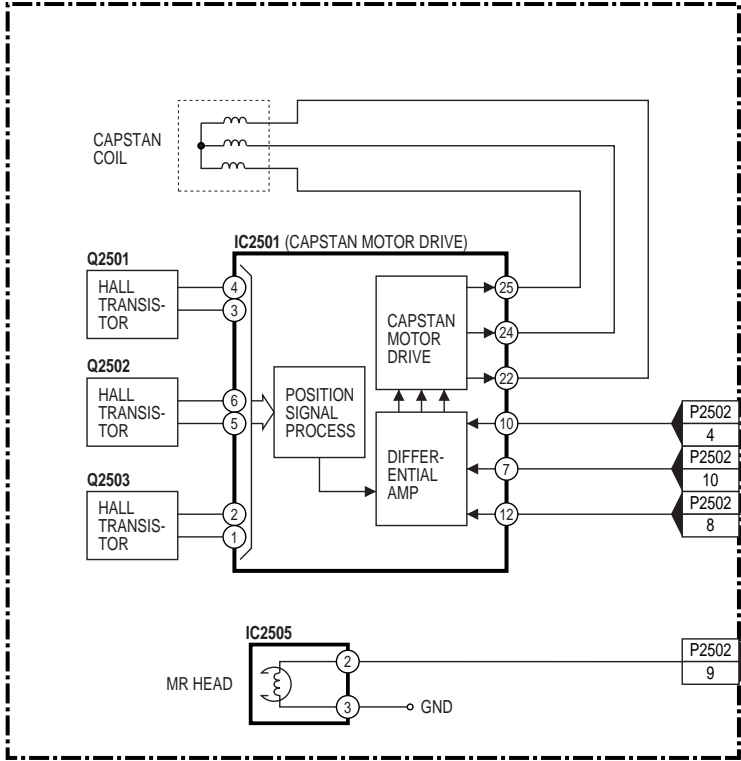 CAPSTAN
COIL
IC2501 (CAPSTAN MOTOR DRIVE)
Q2501
HALL
TRANSIS-
TOR
4
3
Q2502
HALL
TRANSIS-
TOR
6
5
Q2503
HALL
TRANSIS-
TOR
2
1
POSITION
SIGNAL
PROCESS
CAPSTAN
MOTOR
DRIVE
DIFFER-
ENTIAL
AMP
25
24
22
10
7
12
P2502
4
P2502
10
P2502
8
IC2505
MR HEAD
2
3
GND
P2502
9